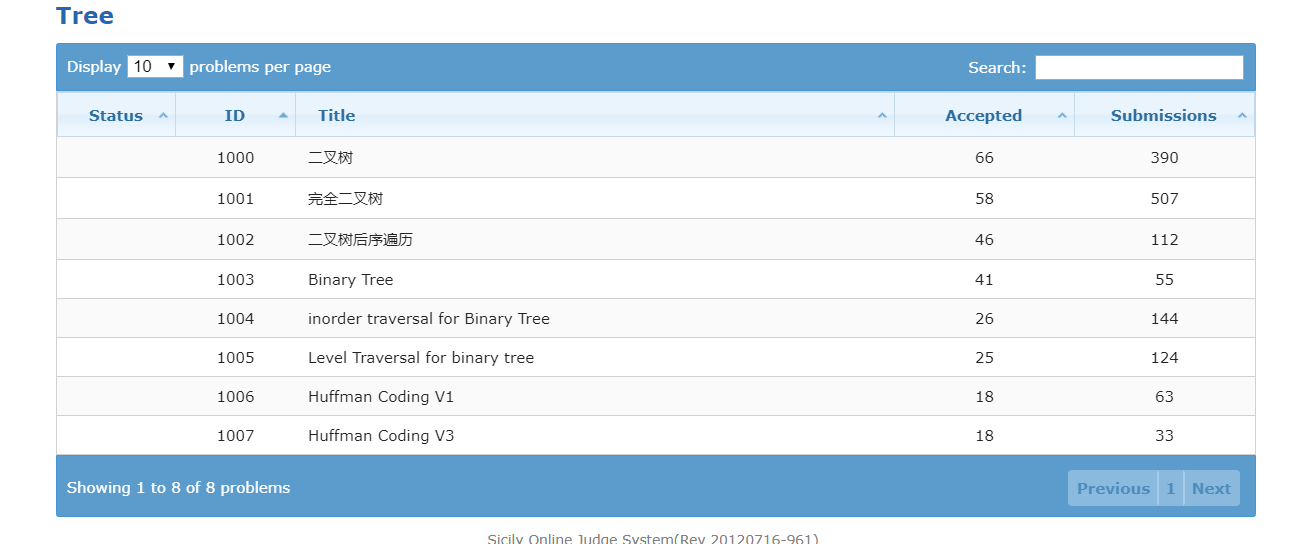 Tree
Display 10 problems per page Search:
Status ID Title Accepted Submissions
1000 二叉树 66 390
1001 完全二叉树 58 507
1002 二叉树后序遍历 46 112
1003 Binary Tree 41 55
1004 inorder traversal for Binary Tree 26 144
1005 Level Traversal for binary tree 25 124
1006 Huffman Coding V1 18 63
1007 Huffman Coding V3 18 33
Showing 1 to 8 of 8 problems Previous 1 Next
Sicily Online Judge System(Rev 20120716-961)